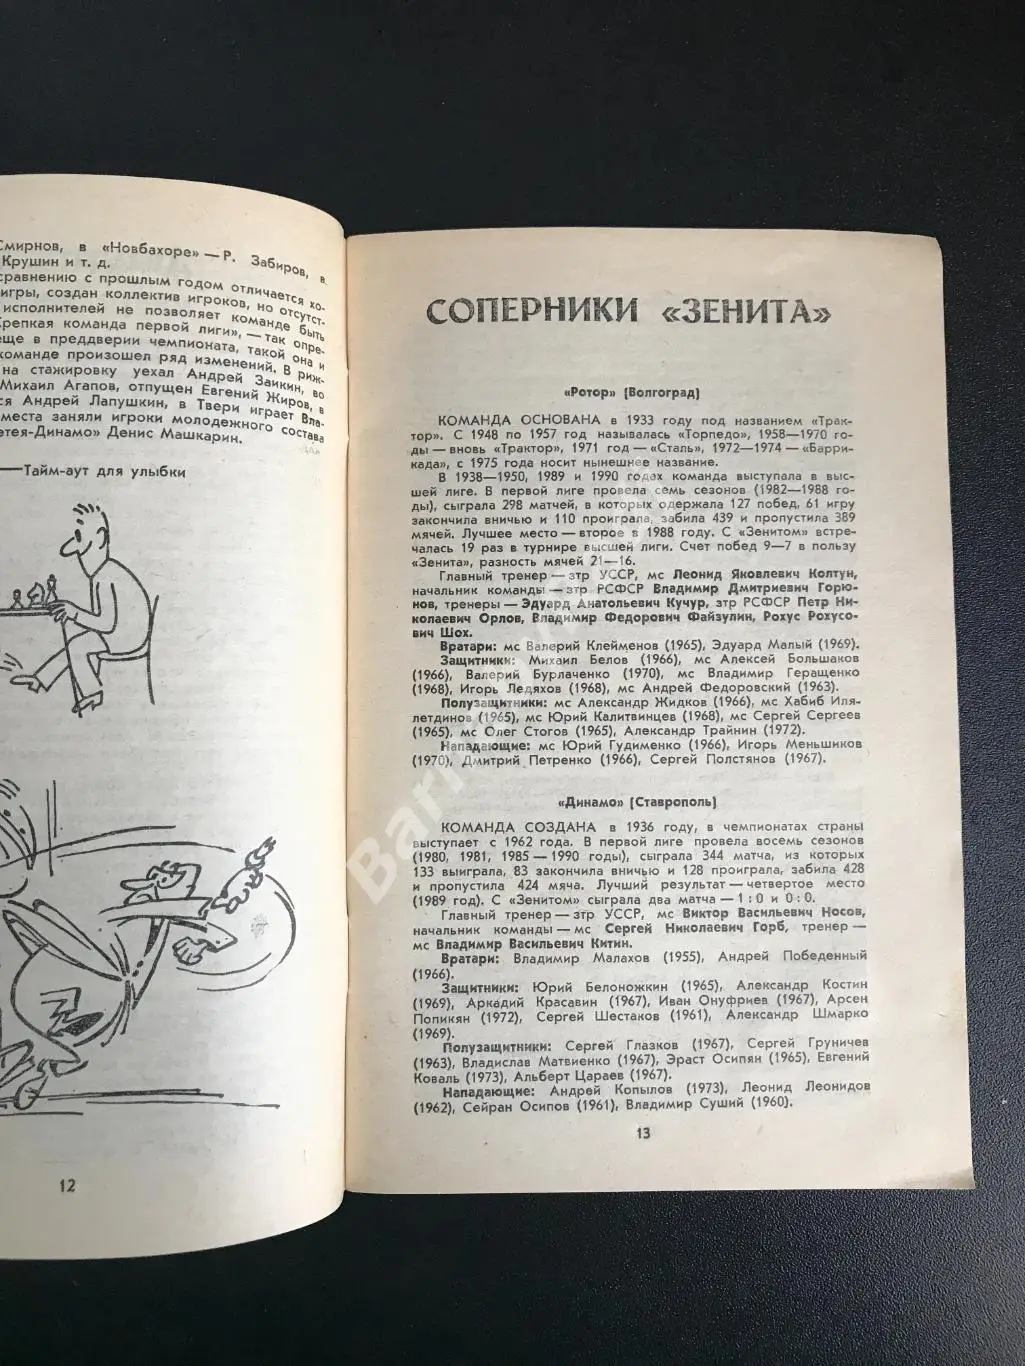 Смирнов, в «Новбахоре» — Р. Забиров, в
Крушин и т. д.
сравнению с прошлым годом отличается хо-
игры, создан коллектив игроков, но отсутст-
исполнителей не позволяет команде быть
Крепкая команда первой лиги», — так опре-
еще в преддверии чемпионата, такой она и
команде произошел ряд изменений. В риж-
на стажировку уехал Андрей Заикин, во
Михаил Агапов, отпущен Евгений Жиров, в
ся Андрей Лапушкин, в Твери играет Вла-
места заняли игроки молодежного состава
етея-Динамо» Денис Машкарин.
— Тайм-аут для улыбки
12
СОПЕРНИКИ «ЗЕНИТА»
«Ротор» [Волгоград]
КОМАНДА ОСНОВАНА в 1933 году под названием «Трак-
тор». С 1948 по 1957 год называлась «Торпедо», 1958—1970 го-
ды — вновь «Трактор», 1971 год — «Сталь», 1972—1974 — «Барри-
када», с 1975 года носит нынешнее название.
В 1938—1950, 1989 и 1990 годах команда выступала в выс-
шей лиге. В первой лиге провела семь сезонов (1982—1988 го-
ды), сыграла 298 матчей, в которых одержала 127 побед, 61 игру
закончила вничью и 110 проиграла, забила 439 и пропустила 389
мячей. Лучшее место — второе в 1988 году. С «Зенитом» встре-
чалась 19 раз в турнире высшей лиги. Счет побед 9—7 в пользу
«Зенита», разность мячей 21—16.
Главный тренер — зтр УССР, мс Леонид Яковлевич Колтун,
начальник команды — зтр РСФСР Владимир Дмитриевич Горю-
нов, тренеры — Эдуард Анатольевич Кучур, зтр РСФСР Петр Ни-
колаевич Орлов, Владимир Федорович Файзулин, Рохус Рохусо-
вич Шох.
Вратари: мс Валерий Клейменов (1965), Эдуард Малый (1969).
Защитники: Михаил Белов (1966), мс Алексей Большаков
(1966), Валерий Бурлаченко (1970), мс Владимир Геращенко
(1968), Игорь Ледяхов (1968), мс Андрей Федоровский (1963).
Полузащитники: мс Александр Жидков (1966), мс Хабиб Иля-
летдинов (1965), мс Юрий Калитвинцев (1968), мс Сергей Сергеев
(1965), мс Олег Стогов (1965), Александр Трайнин (1972).
Нападающие: мс Юрий Гудименко (1966), Игорь Меньшиков
(1970), Дмитрий Петренко (1966), Сергей Полстянов (1967).
«Динамо» [Ставрополь]
КОМАНДА СОЗДАНА в 1936 году, в чемпионатах страны
выступает с 1962 года. В первой лиге провела восемь сезонов
(1980, 1981, 1985 — 1990 годы), сыграла 344 матча, из которых
133 выиграла, 83 закончила вничью и 128 проиграла, забила 428
и пропустила 424 мяча. Лучший результат — четвертое место
(1989 год). С «Зенитом» сыграла два матча — 1 : 0 и 0 : 0.
Главный тренер — зтр УССР, мс Виктор Васильевич Носов,
начальник команды — мс Сергей Николаевич Горб, тренер —
мс Владимир Васильевич Китин.
Вратари: Владимир Малахов (1955), Андрей Победенный
(1966).
Защитники: Юрий Белоножкин (1965), Александр Костин
(1969), Аркадий Красавин (1967), Иван Онуфриев (1967), Арсен
Попикян (1972), Сергей Шестаков (1961), Александр Шмарко
(1969).
Полузащитники: Сергей Глазков (1967), Сергей Груничев
(1963), Владислав Матвиенко (1967), Эраст Осипян (1965), Евгений
Коваль (1973), Альберт Цараев (1967).
Нападающие: Андрей Копылов (1973), Леонид Леонидов
(1962), Сейран Осипов (1961), Владимир Суший (1960).
13